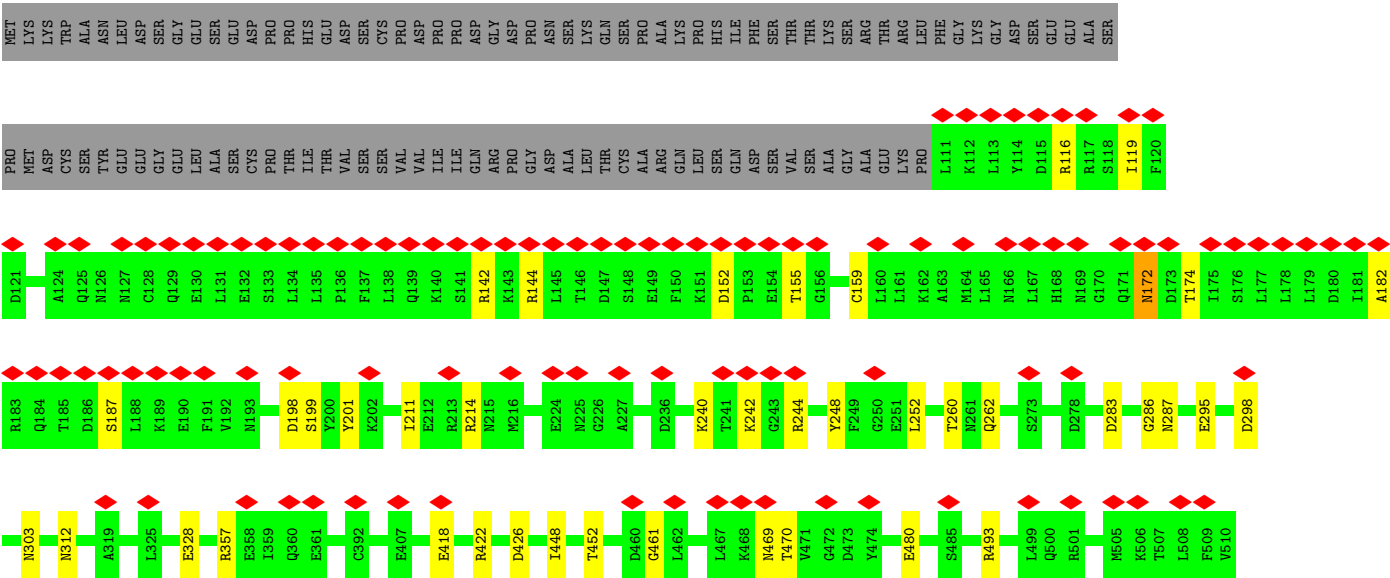 MET LYS LYS TRP ALA ASN LEU ASP SER GLY GLU SER GLU ASP PRO PRO HIS GLU ASP SER CYS PRO ASP PRO PRO ASP GLY ASP PRO ASN SER LYS GLN SER PRO ALA LYS PRO HIS ILE PHE SER THR THR LYS SER ARG THR ARG LEU PHE GLY LYS GLY ASP SER GLU GLU ALA SER
PRO MET ASP CYS SER TYR GLU GLU GLY GLU LEU ALA SER CYS PRO THR ILE THR VAL SER SER VAL VAL ILE ILE GLN ARG PRO GLY ASP ALA LEU THR CYS ALA ARG GLN LEU SER GLN ASP SER VAL SER ALA GLY ALA GLU LYS PRO L111 K112 L113 Y114 D115 R116 R117 S118 I119 F120
D121 A124 Q125 N126 N127 C128 Q129 E130 L131 E132 S133 L134 L135 P136 F137 L138 Q139 K140 S141 R142 K143 R144 L145 T146 D147 S148 E149 F150 K151 D152 P153 E154 T155 G156 C159 L160 L161 K162 A163 M164 L165 N166 L167 H168 N169 G170 Q171 N172 D173 T174 I175 S176 L177 L178 L179 D180 I181 A182
R183 Q184 T185 D186 S187 L188 K189 E190 F191 V192 N193 D198 S199 Y200 Y201 K202 I211 E212 R213 R214 N215 M216 E224 N225 G226 A227 D236 K240 T241 K242 G243 R244 Y248 F249 G250 E251 L252 T260 N261 Q262 S273 D278 D283 G286 N287 E295 D298
N303 N312 A319 L325 E328 R357 E358 I359 Q360 E361 C392 E407 E418 R422 D426 I448 T452 D460 G461 L462 L467 K468 N469 T470 V471 G472 D473 Y474 E480 S485 R493 L499 Q500 R501 M505 K506 T507 L508 F509 V510